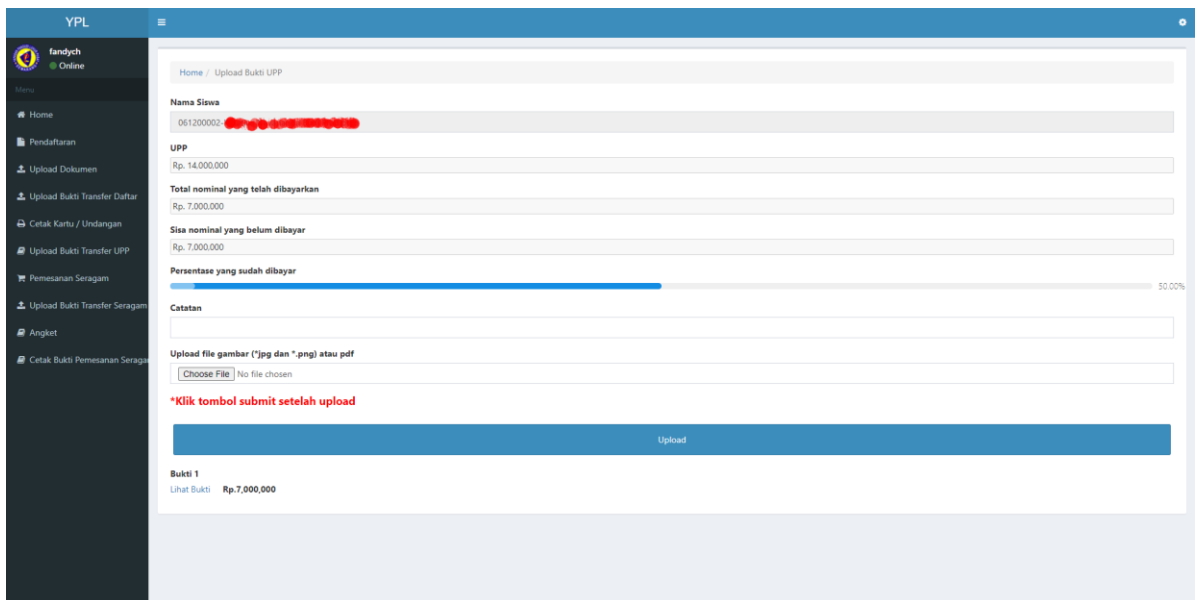 YPL
fandych
Online
Menu
Home
Pendaftaran
Upload Dokumen
Upload Bukti Transfer Daftar
Cetak Kartu / Undangan
Upload Bukti Transfer UPP
Pemesanan Seragam
Upload Bukti Transfer Seragam
Angket
Cetak Bukti Pemesanan
Home / Upload Bukti UPP
Nama Siswa
061200002-
UPP
Rp. 14,000,000
Total nominal yang telah dibayarkan
Rp. 7,000,000
Sisa nominal yang belum dibayar
Rp. 7,000,000
Persentase yang sudah dibayar
50.00%
Catatan
Upload file gambar (*jpg dan *.png) atau pdf
Choose File No file chosen
*Klik tombol submit setelah upload
Upload
Bukti 1
Lihat Bukti Rp.7,000,000